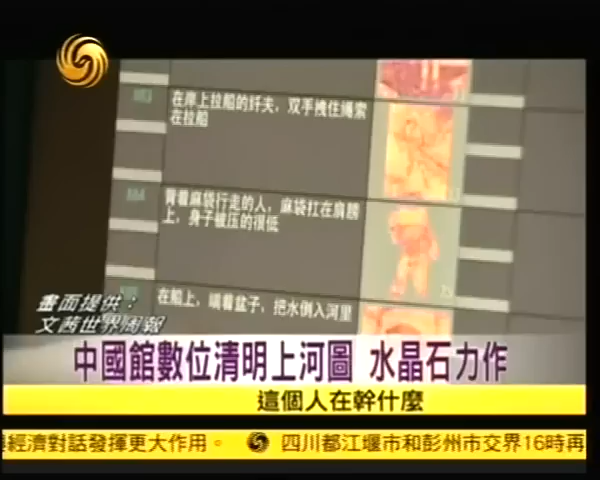 在岸上拉船的纤夫，双手拽住绳索
在拉船
背着麻袋行走的人，麻袋扛在肩膀
上，身子被压的很低
在船上，端着盆子，把水倒入河里
畫面提供：
文茜世界周報
中國館數位清明上河圖 水晶石力作
這個人在幹什麼
經濟對話發揮更大作用。 四川都江堰市和彭州市交界16時再